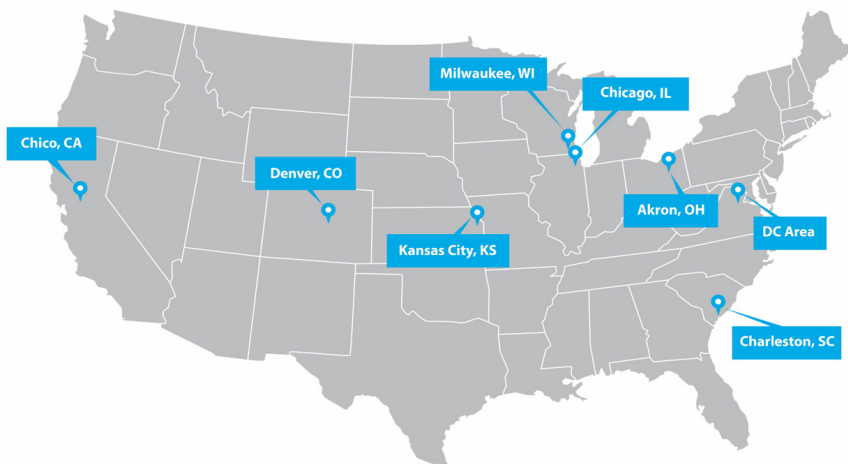 Milwaukee, WI
Chicago, IL
Chico, CA
Denver, CO
Akron, OH
DC Area
Kansas City, KS
Charleston, SC